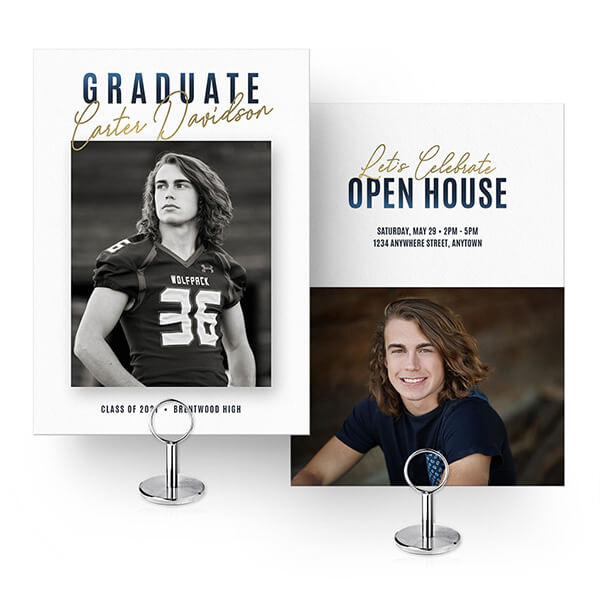 GRADUATE
Carter Davidson
36
WOLFPACK
36
CLASS OF • BRENTWOOD HIGH
Let's Celebrate
OPEN HOUSE
SATURDAY, MAY 29 • 2PM - 5PM
1234 ANYWHERE STREET, ANYTOWN